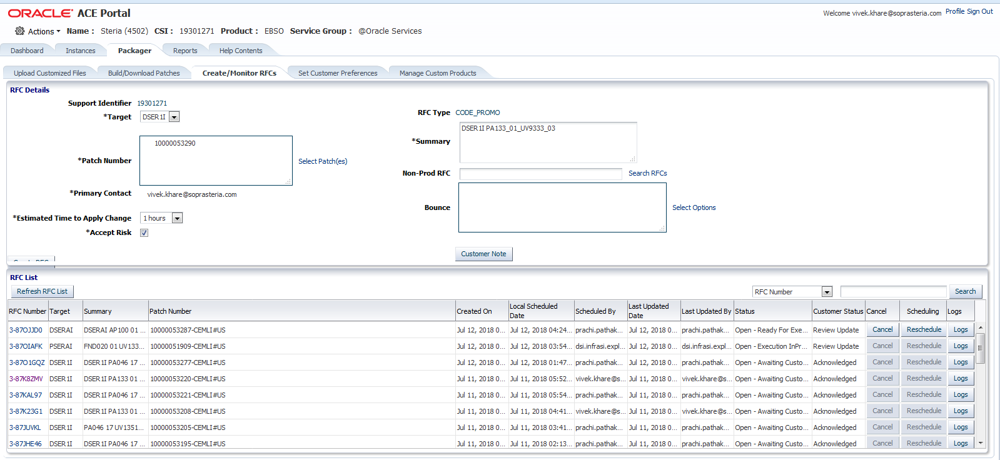 ORACLE ACE Portal
Welcome vivek.khare@soprasteria.com Profile Sign Out
Actions Name : Steria (4502) CSI : 19301271 Product : EBSO Service Group : @Oracle Services
Dashboard Instances Packager Reports Help Contents
Upload Customized Files Build/Download Patches Create/Monitor RFCs Set Customer Preferences Manage Custom Products
RFC Details
Support Identifier 19301271
*Target DSER1I
RFC Type CODE_PROMO
*Summary DSER1I PA133_01_UV9333_03
*Patch Number 10000053290 Select Patch(es)
Non-Prod RFC Search RFCs
*Primary Contact vivek.khare@soprasteria.com
Bounce Select Options
*Estimated Time to Apply Change 1 hours
*Accept Risk
Customer Note
Create RFC
RFC List
Refresh RFC List RFC Number Search
RFC Number Target Summary Patch Number Created On Local Scheduled Date Scheduled By Last Updated Date Last Updated By Status Customer Status Cancel Scheduling Logs
3-87OJJD0 DSERAI DSERAI AP100 01 ... 10000053287-CEMLI#US Jul 12, 2018 0... Jul 12, 2018 04:24... prachi.pathak... Jul 12, 2018 0... prachi.pathak... Open - Ready For Exe... Review Update Cancel Reschedule Logs
3-87OIAFK PSERAI FND020 01 UV133... 10000051909-CEMLI#US Jul 12, 2018 0... Jul 12, 2018 03:54... dsi.infrasi.expl... Jul 12, 2018 0... dsi.infrasi.expl... Open - Execution InPr... Review Update Cancel Reschedule Logs
3-87O1GQZ DSER1I DSER1I PA046 17 ... 10000053277-CEMLI#US Jul 12, 2018 0... Jul 12, 2018 01:47... prachi.pathak... Jul 12, 2018 0... prachi.pathak... Open - Awaiting Custo... Acknowledged Cancel Reschedule Logs
3-87K8ZMV DSER1I DSER1I PA133 01 ... 10000053220-CEMLI#US Jul 11, 2018 0... Jul 11, 2018 05:52... vivek.khare@s... Jul 11, 2018 0... vivek.khare@s... Open - Awaiting Custo... Acknowledged Cancel Reschedule Logs
3-87KAL97 DSER1I DSER1I PA046 17 ... 10000053221-CEMLI#US Jul 11, 2018 0... Jul 11, 2018 05:54... prachi.pathak... Jul 11, 2018 0... prachi.pathak... Open - Awaiting Custo... Acknowledged Cancel Reschedule Logs
3-87K23G1 DSER1I DSER1I PA133 01 ... 10000053208-CEMLI#US Jul 11, 2018 0... Jul 11, 2018 04:41... vivek.khare@s... Jul 11, 2018 0... vivek.khare@s... Open - Awaiting Custo... Acknowledged Cancel Reschedule Logs
3-87JUVKL DSER1I PA046 17 UV1351... 10000053205-CEMLI#US Jul 11, 2018 0... Jul 11, 2018 03:41... prachi.pathak... Jul 11, 2018 0... prachi.pathak... Open - Awaiting Custo... Acknowledged Cancel Reschedule Logs
3-87JHE46 DSER1I DSER1I PA046 17 ... 10000053195-CEMLI#US Jul 11, 2018 0... Jul 11, 2018 02:13... prachi.pathak... Jul 11, 2018 0... prachi.pathak... Open - Awaiting Custo... Acknowledged Cancel Reschedule Logs